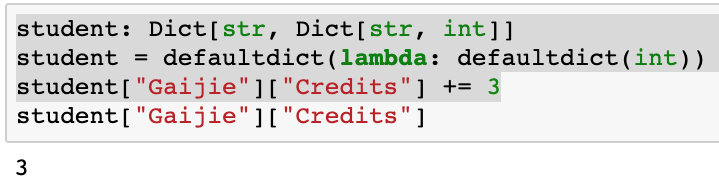 student: Dict[str, Dict[str, int]]
student = defaultdict(lambda: defaultdict(int))
student["Gaijie"]["Credits"] += 3
student["Gaijie"]["Credits"]
3